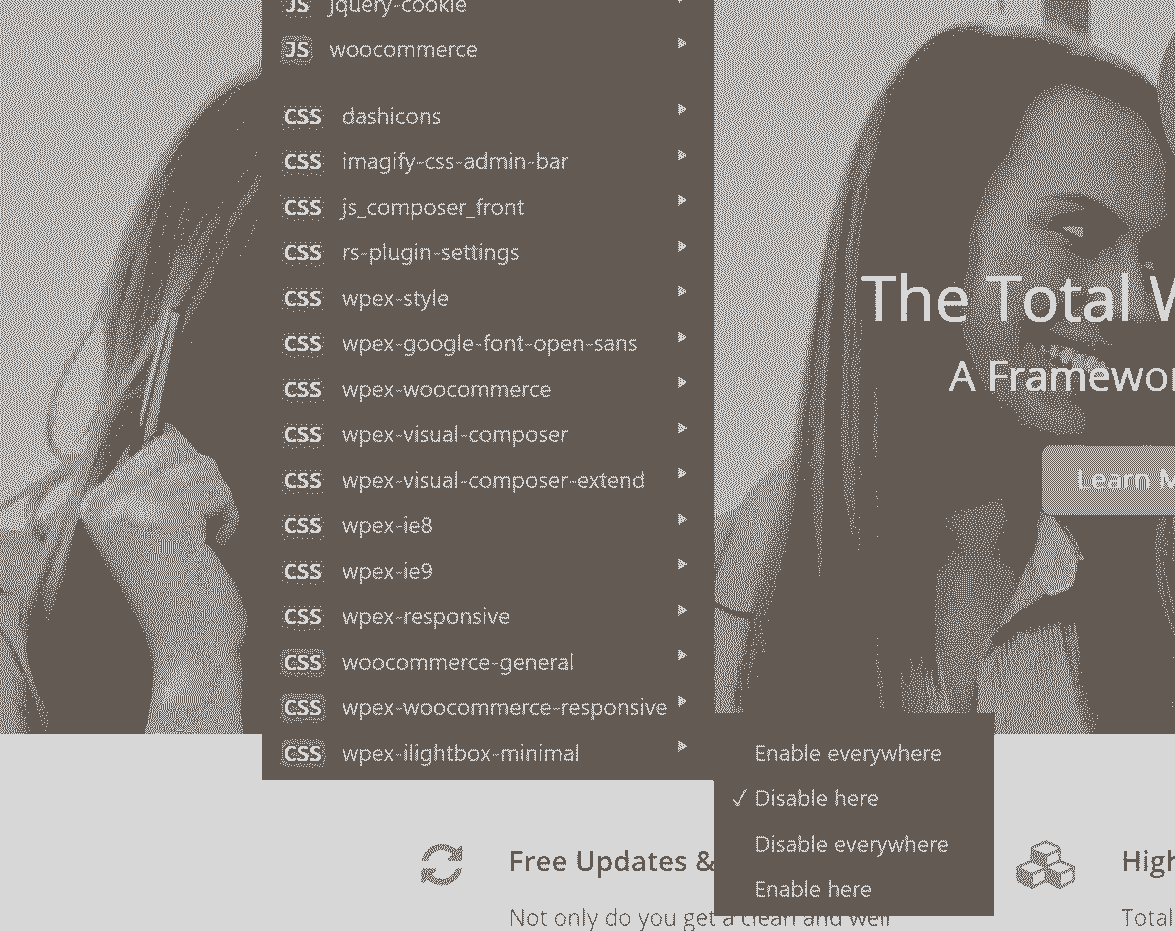 JS jquery-cookie
JS woocommerce
CSS dashicons
CSS imagify-css-admin-bar
CSS js_composer_front
CSS rs-plugin-settings
CSS wpex-style
CSS wpex-google-font-open-sans
CSS wpex-woocommerce
CSS wpex-visual-composer
CSS wpex-visual-composer-extend
CSS wpex-ie8
CSS wpex-ie9
CSS wpex-responsive
CSS woocommerce-general
CSS wpex-woocommerce-responsive
CSS wpex-ilightbox-minimal
Enable everywhere
✓ Disable here
Disable everywhere
Enable here
The Total W
A Framewor
Learn M
Free Updates &
Not only do you get a clean and well
High
Total